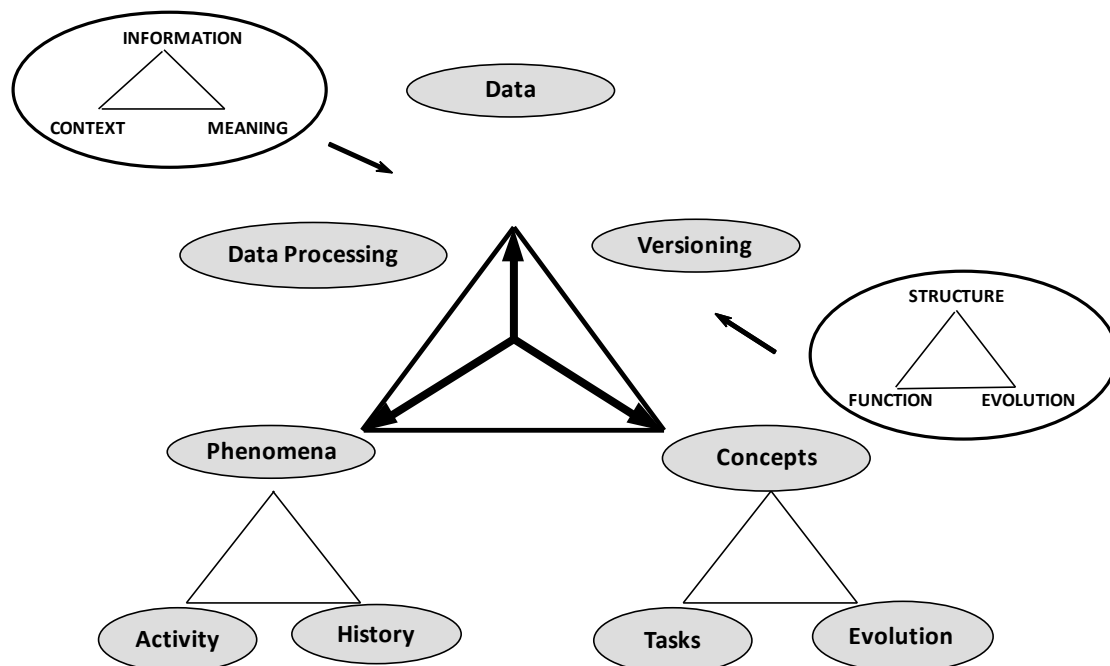 INFORMATION
CONTEXT
MEANING
Data
Data Processing
Versioning
STRUCTURE
FUNCTION
EVOLUTION
Phenomena
Concepts
Activity
History
Tasks
Evolution